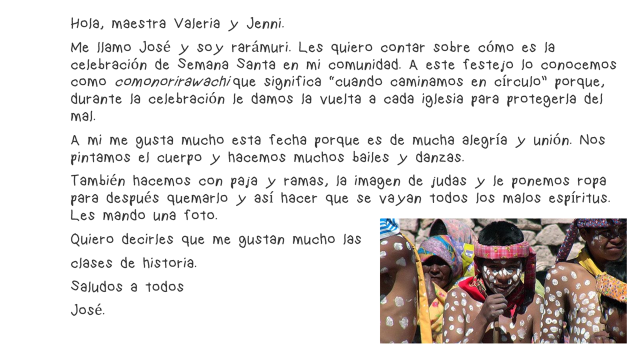 Hola, maestra Valeria y Jenni.
Me llamo José y soy rarámuri. Les quiero contar sobre cómo es la
celebración de Semana Santa en mi comunidad. A este festejo lo conocemos
como comonorirawachi que significa "cuando caminamos en círculo" porque,
durante la celebración le damos la vuelta a cada iglesia para protegerla del
mal.
A mi me gusta mucho esta fecha porque es de mucha alegría y unión. Nos
pintamos el cuerpo y hacemos muchos bailes y danzas.
También hacemos con paja y ramas, la imagen de judas y le ponemos ropa
para después quemarlo y así hacer que se vayan todos los malos espíritus.
Les mando una foto.
Quiero decirles que me gustan mucho las
clases de historia.
Saludos a todos
José.